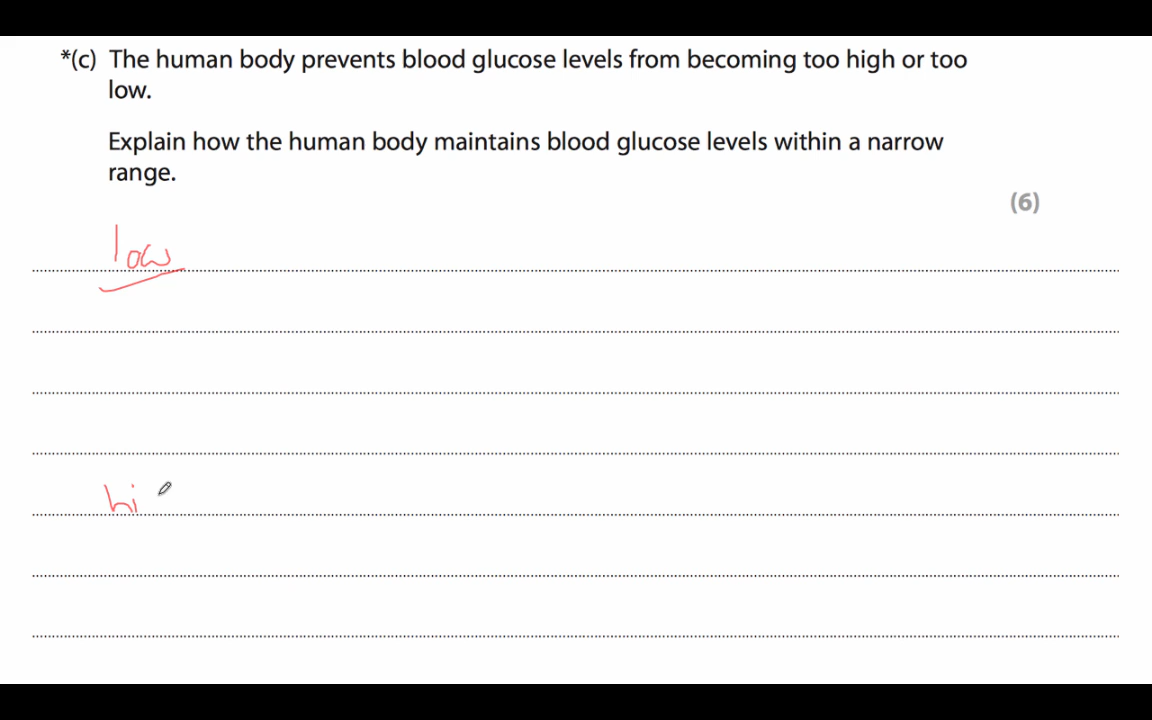 *(c) The human body prevents blood glucose levels from becoming too high or too
low.
Explain how the human body maintains blood glucose levels within a narrow
range.
(6)
low
hi